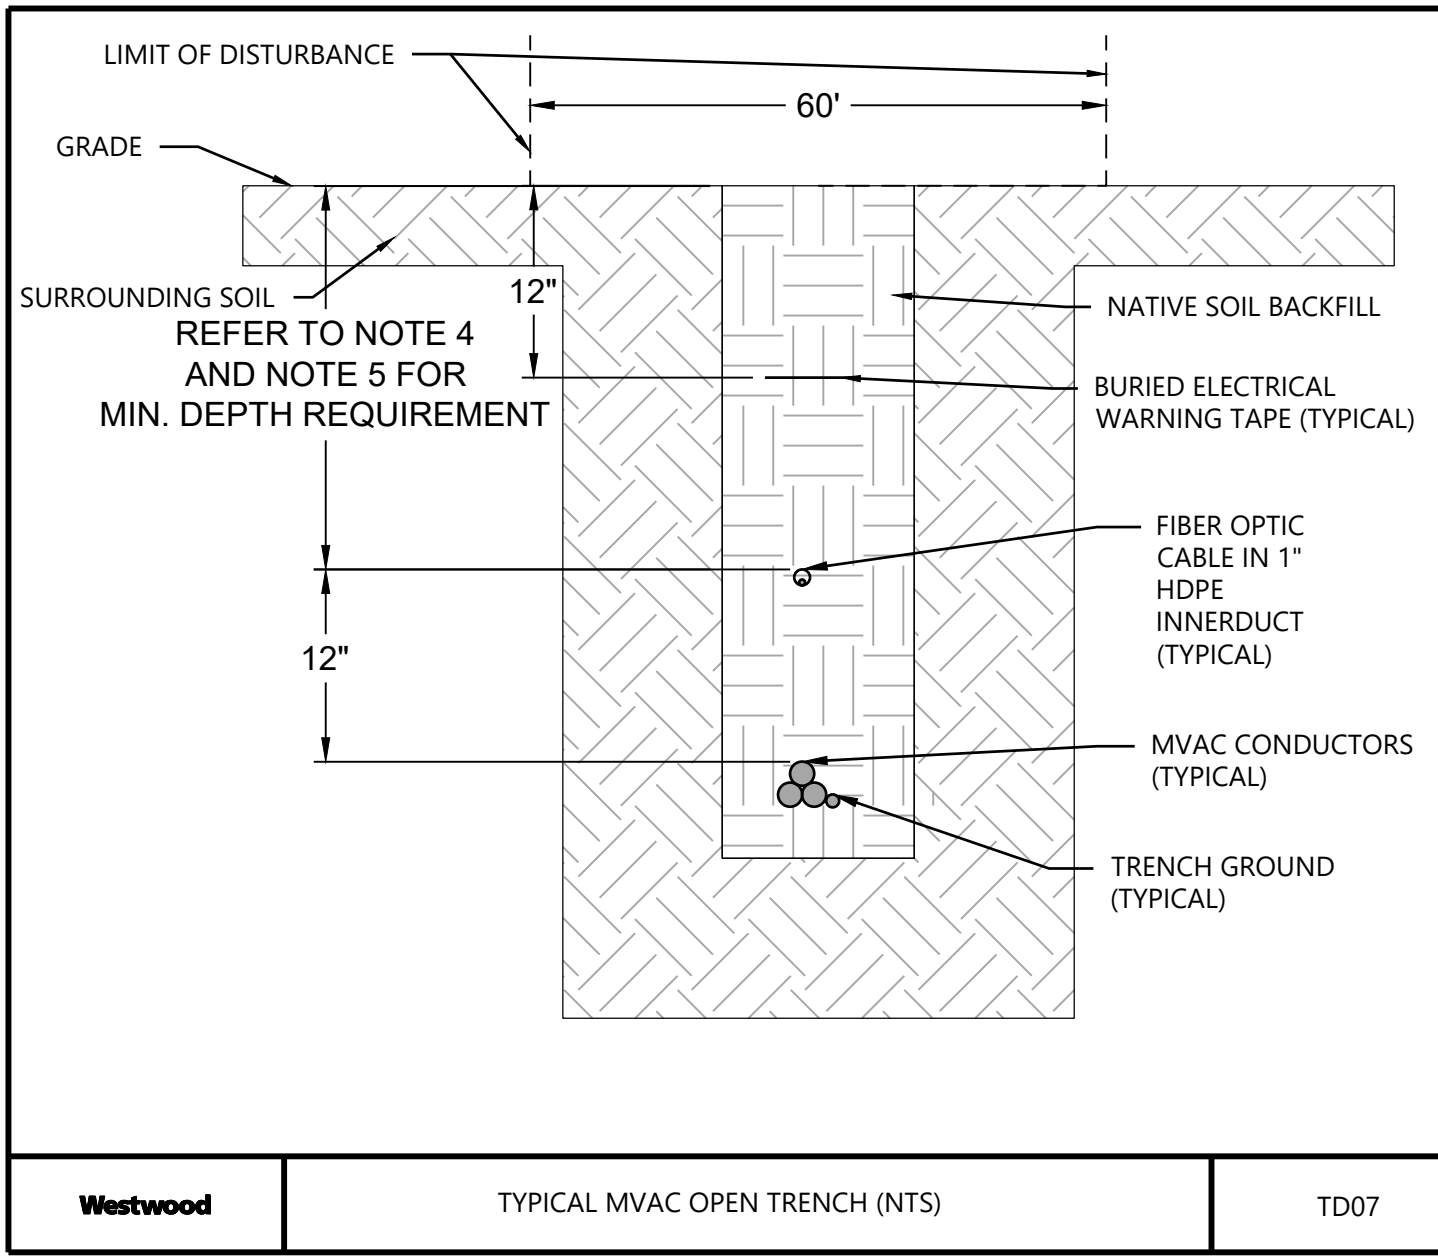 LIMIT OF DISTURBANCE
60'
GRADE
SURROUNDING SOIL
12"
REFER TO NOTE 4
AND NOTE 5 FOR
MIN. DEPTH REQUIREMENT
NATIVE SOIL BACKFILL
BURIED ELECTRICAL
WARNING TAPE (TYPICAL)
FIBER OPTIC
CABLE IN 1"
HDPE
INNERDUCT
(TYPICAL)
12"
MVAC CONDUCTORS
(TYPICAL)
TRENCH GROUND
(TYPICAL)
Westwood
TYPICAL MVAC OPEN TRENCH (NTS)
TD07